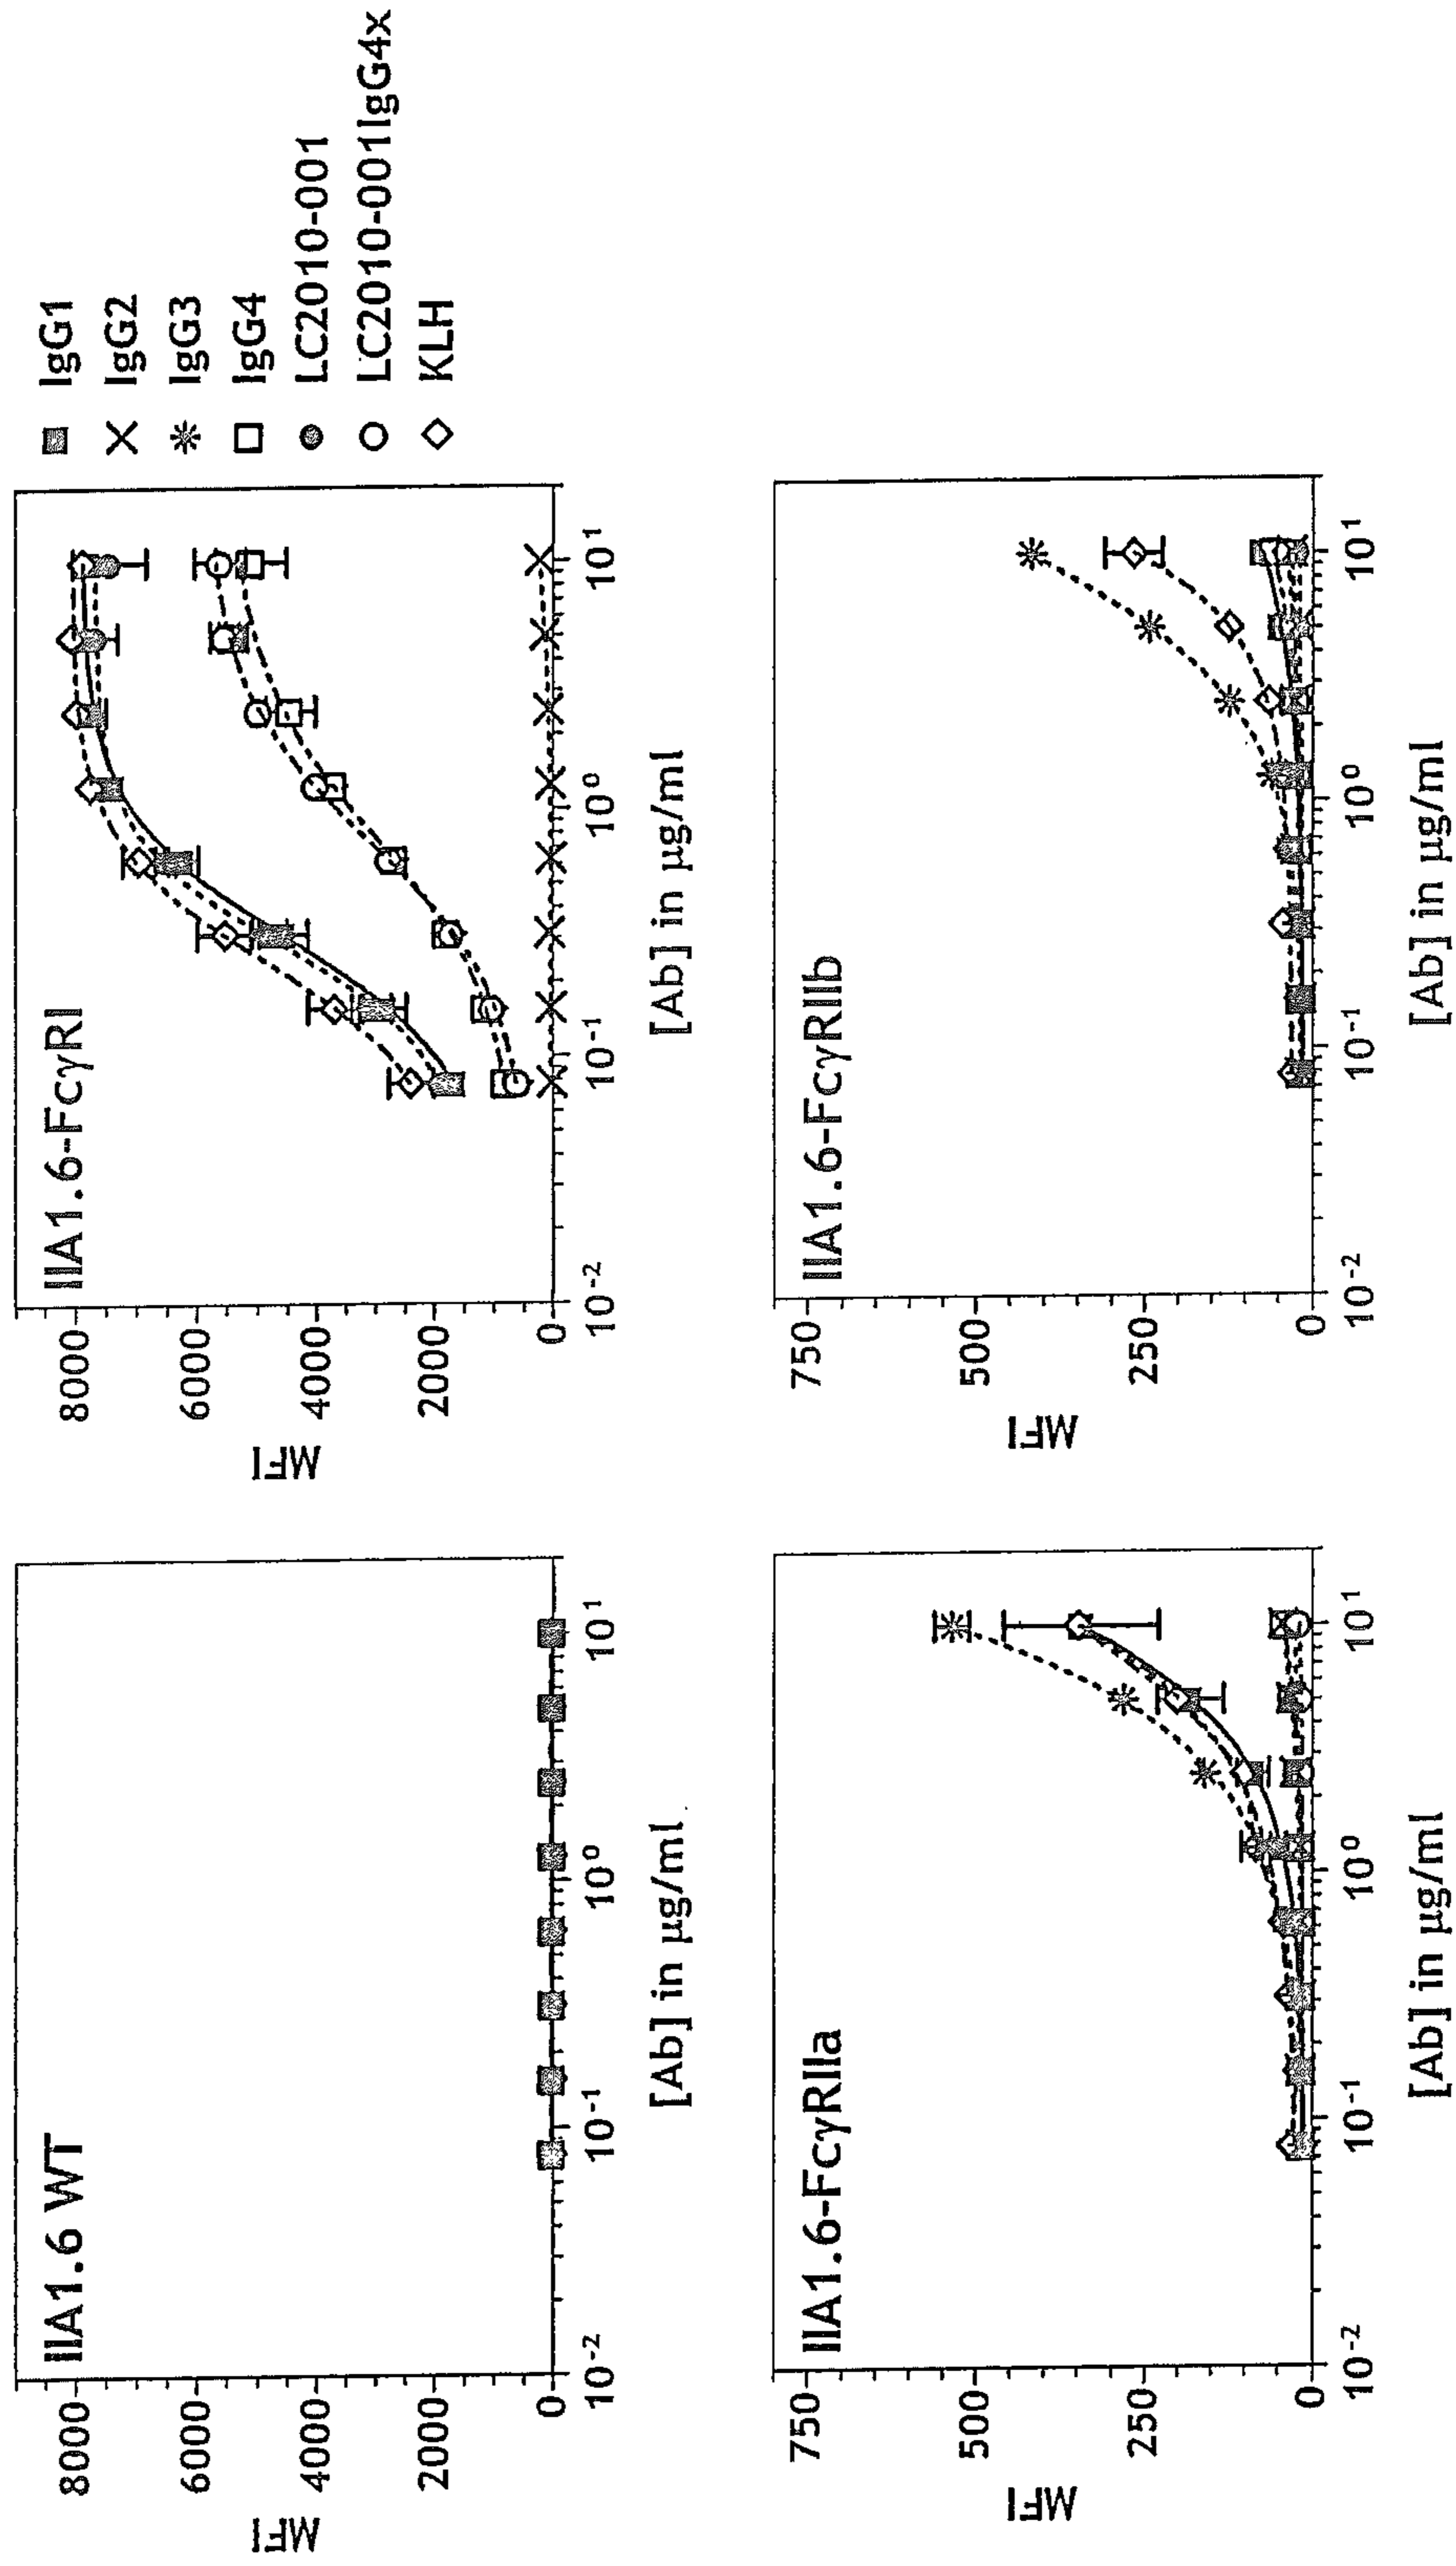 IIA1.6 WT
8000
6000
4000
2000
0
MFI
10-2
10-1
100
101
[Ab] in µg/ml
IIA1.6-FcγRI
8000
6000
4000
2000
0
MFI
10-2
10-1
100
101
[Ab] in µg/ml
IgG1
IgG2
IgG3
IgG4
LC2010-001
LC2010-001IgG4x
KLH
IIA1.6-FcγRIIa
750
500
250
0
MFI
10-2
10-1
100
101
[Ab] in µg/ml
IIA1.6-FcγRIIb
750
500
250
0
MFI
10-2
10-1
100
101
[Ab] in µg/ml